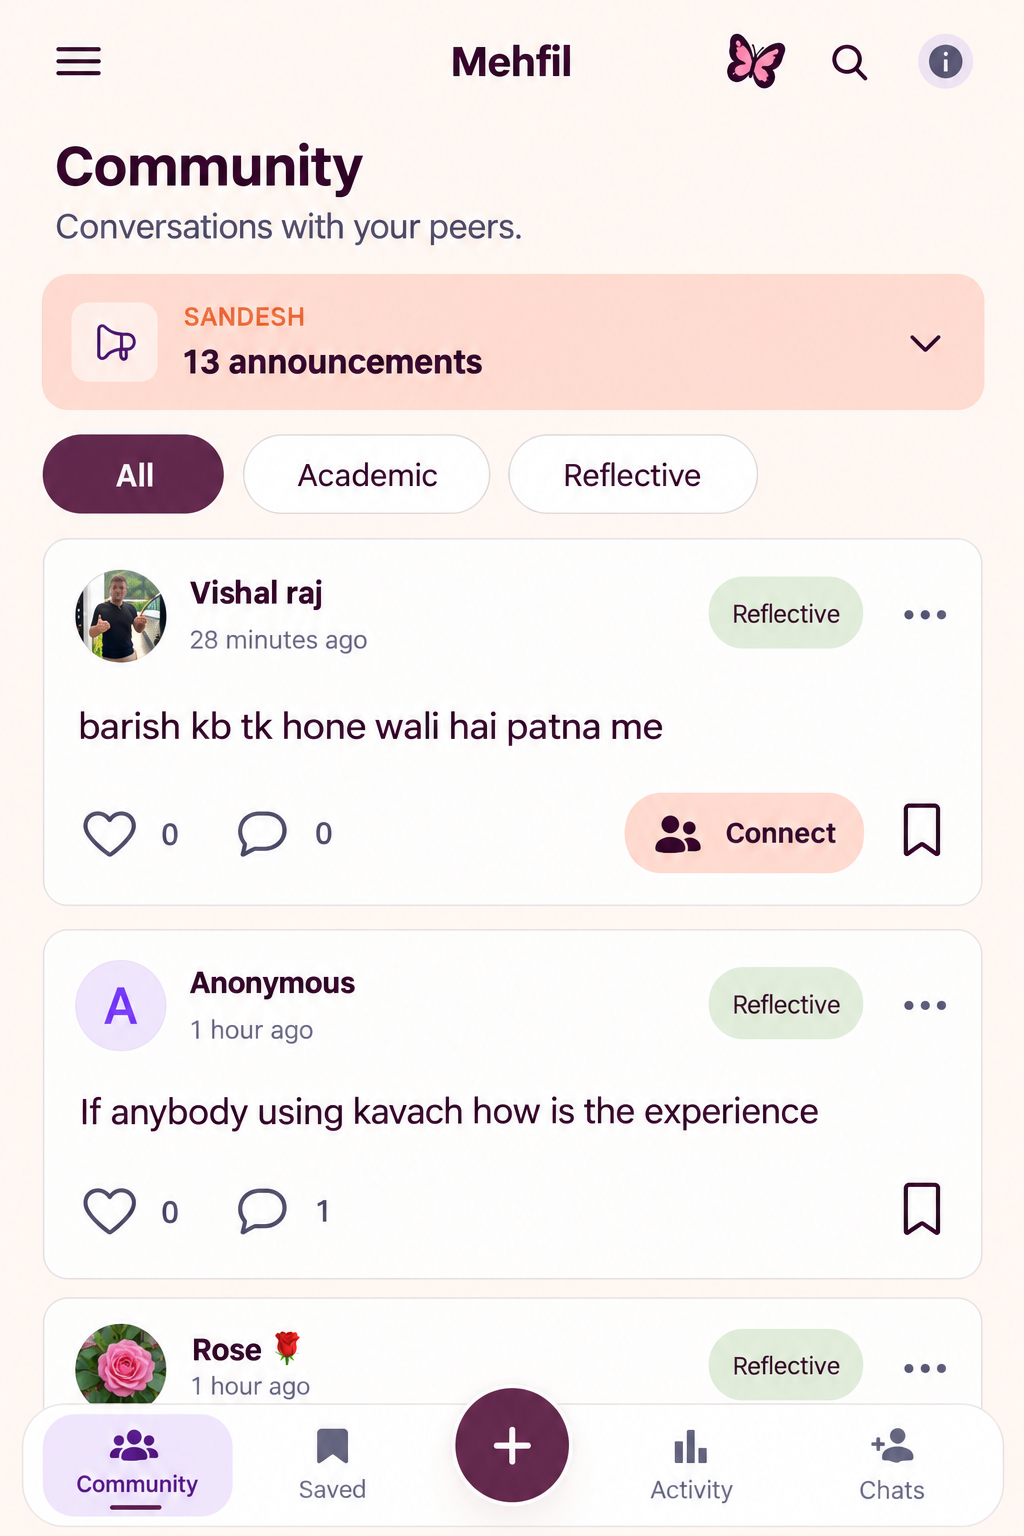 Mehfil
Community
Conversations with your peers.
SANDESH
13 announcements
All
Academic
Reflective
Vishal raj
28 minutes ago
Reflective
barish kb tk hone wali hai patna me
0
0
Connect
A
Anonymous
1 hour ago
Reflective
If anybody using kavach how is the experience
0
1
Rose 🌹
1 hour ago
Reflective
Community
Saved
Activity
Chats